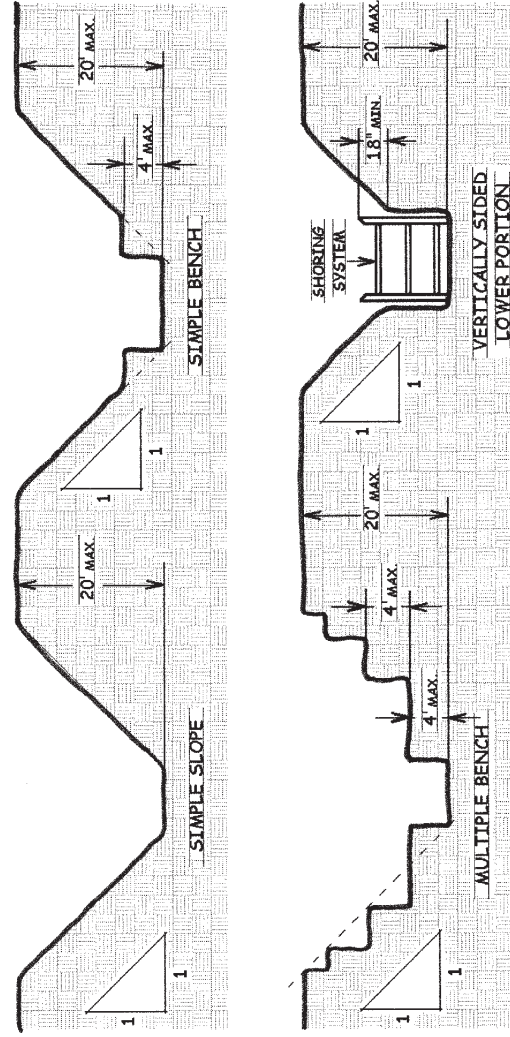 1
1
20' MAX.
SIMPLE SLOPE
1
1
20' MAX.
4' MAX.
SIMPLE BENCH
1
1
20' MAX.
4' MAX.
4' MAX.
MULTIPLE BENCH
1
1
SHORING
SYSTEM
18" MIN.
20' MAX.
VERTICALLY SIDED
LOWER PORTION